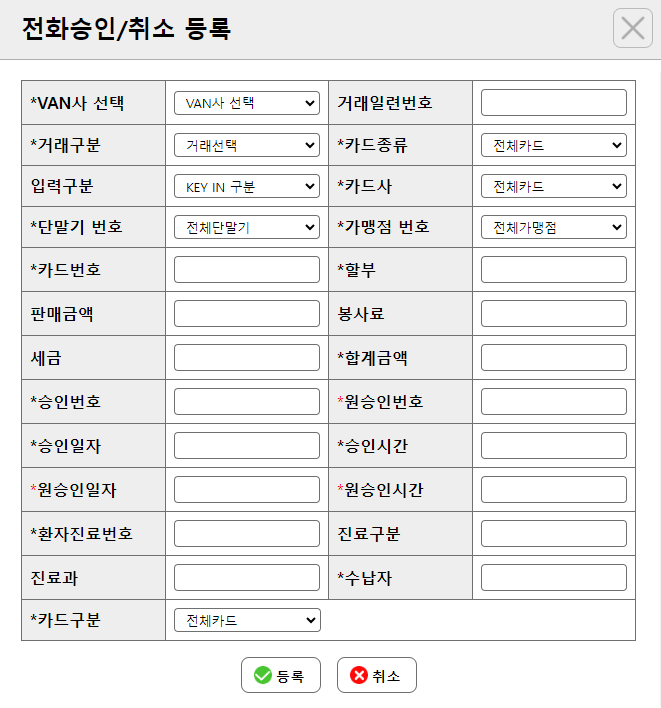 전화승인/취소 등록
*VAN사 선택 VAN사 선택 거래일련번호
*거래구분 거래선택 *카드종류 전체카드
입력구분 KEY IN 구분 *카드사 전체카드
*단말기 번호 전체단말기 *가맹점 번호 전체가맹점
*카드번호 *할부
판매금액 봉사료
세금 *합계금액
*승인번호 *원승인번호
*승인일자 *승인시간
*원승인일자 *원승인시간
*환자진료번호 진료구분
진료과 *수납자
*카드구분 전체카드
등록 취소